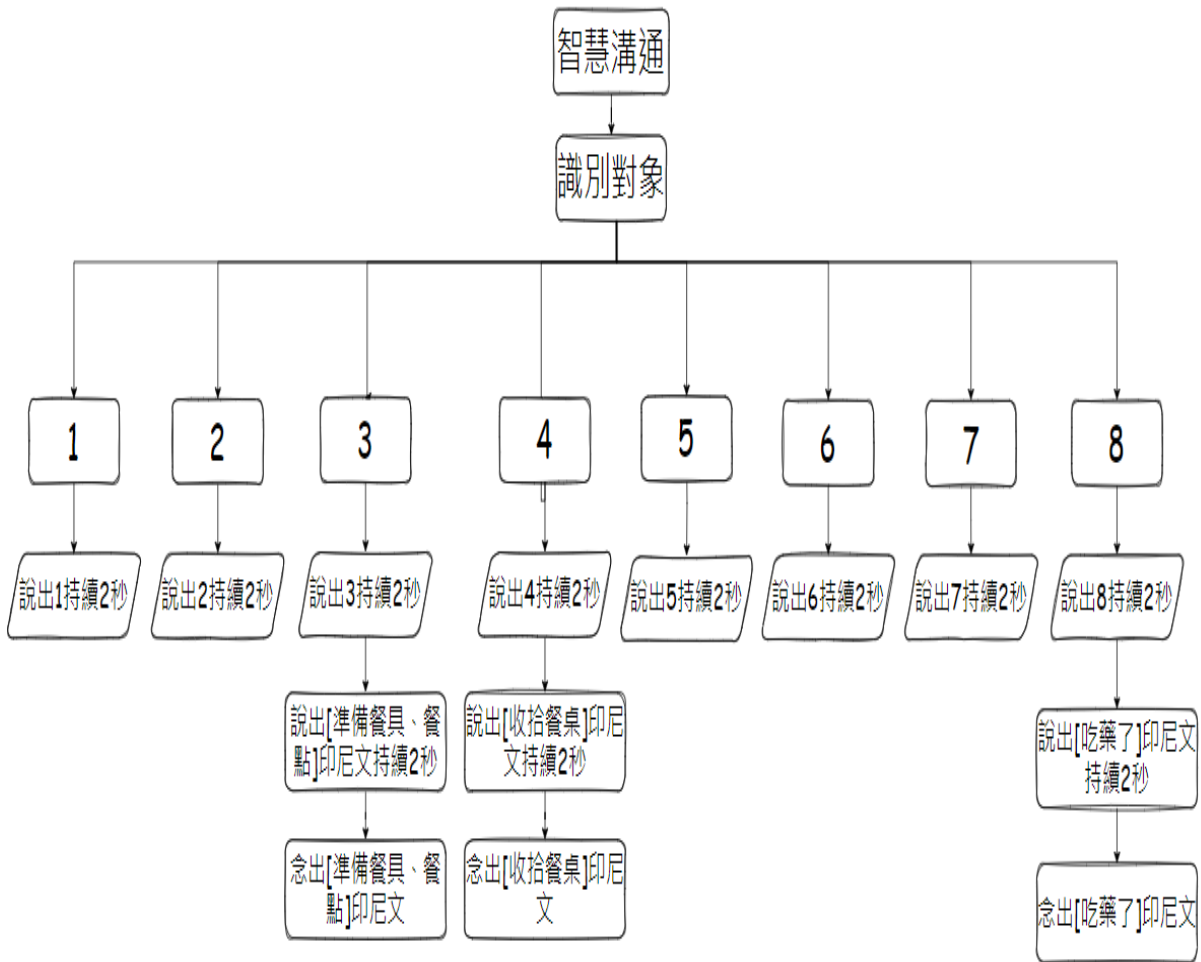 智慧溝通
識別對象
1
2
3
4
5
6
7
8
說出1持續2秒
說出2持續2秒
說出3持續2秒
說出4持續2秒
說出5持續2秒
說出6持續2秒
說出7持續2秒
說出8持續2秒
說出[準備餐具、餐
點]印尼文持續2秒
說出[收拾餐桌]印尼
文持續2秒
說出[吃藥了]印尼文
持續2秒
念出[準備餐具、餐
點]印尼文
念出[收拾餐桌]印尼
文
念出[吃藥了]印尼文